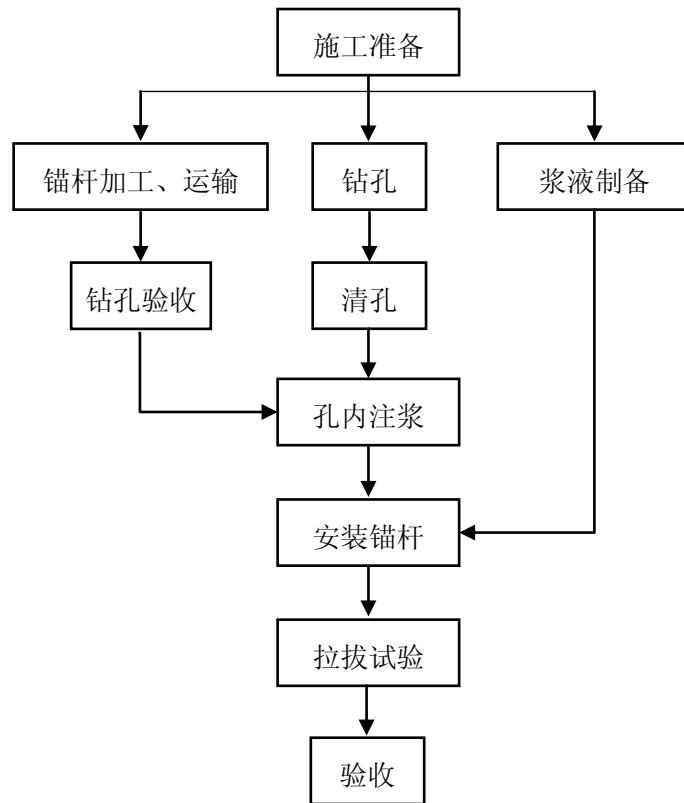 施工准备
锚杆加工、运输
钻孔
浆液制备
钻孔验收
清孔
孔内注浆
安装锚杆
拉拔试验
验收